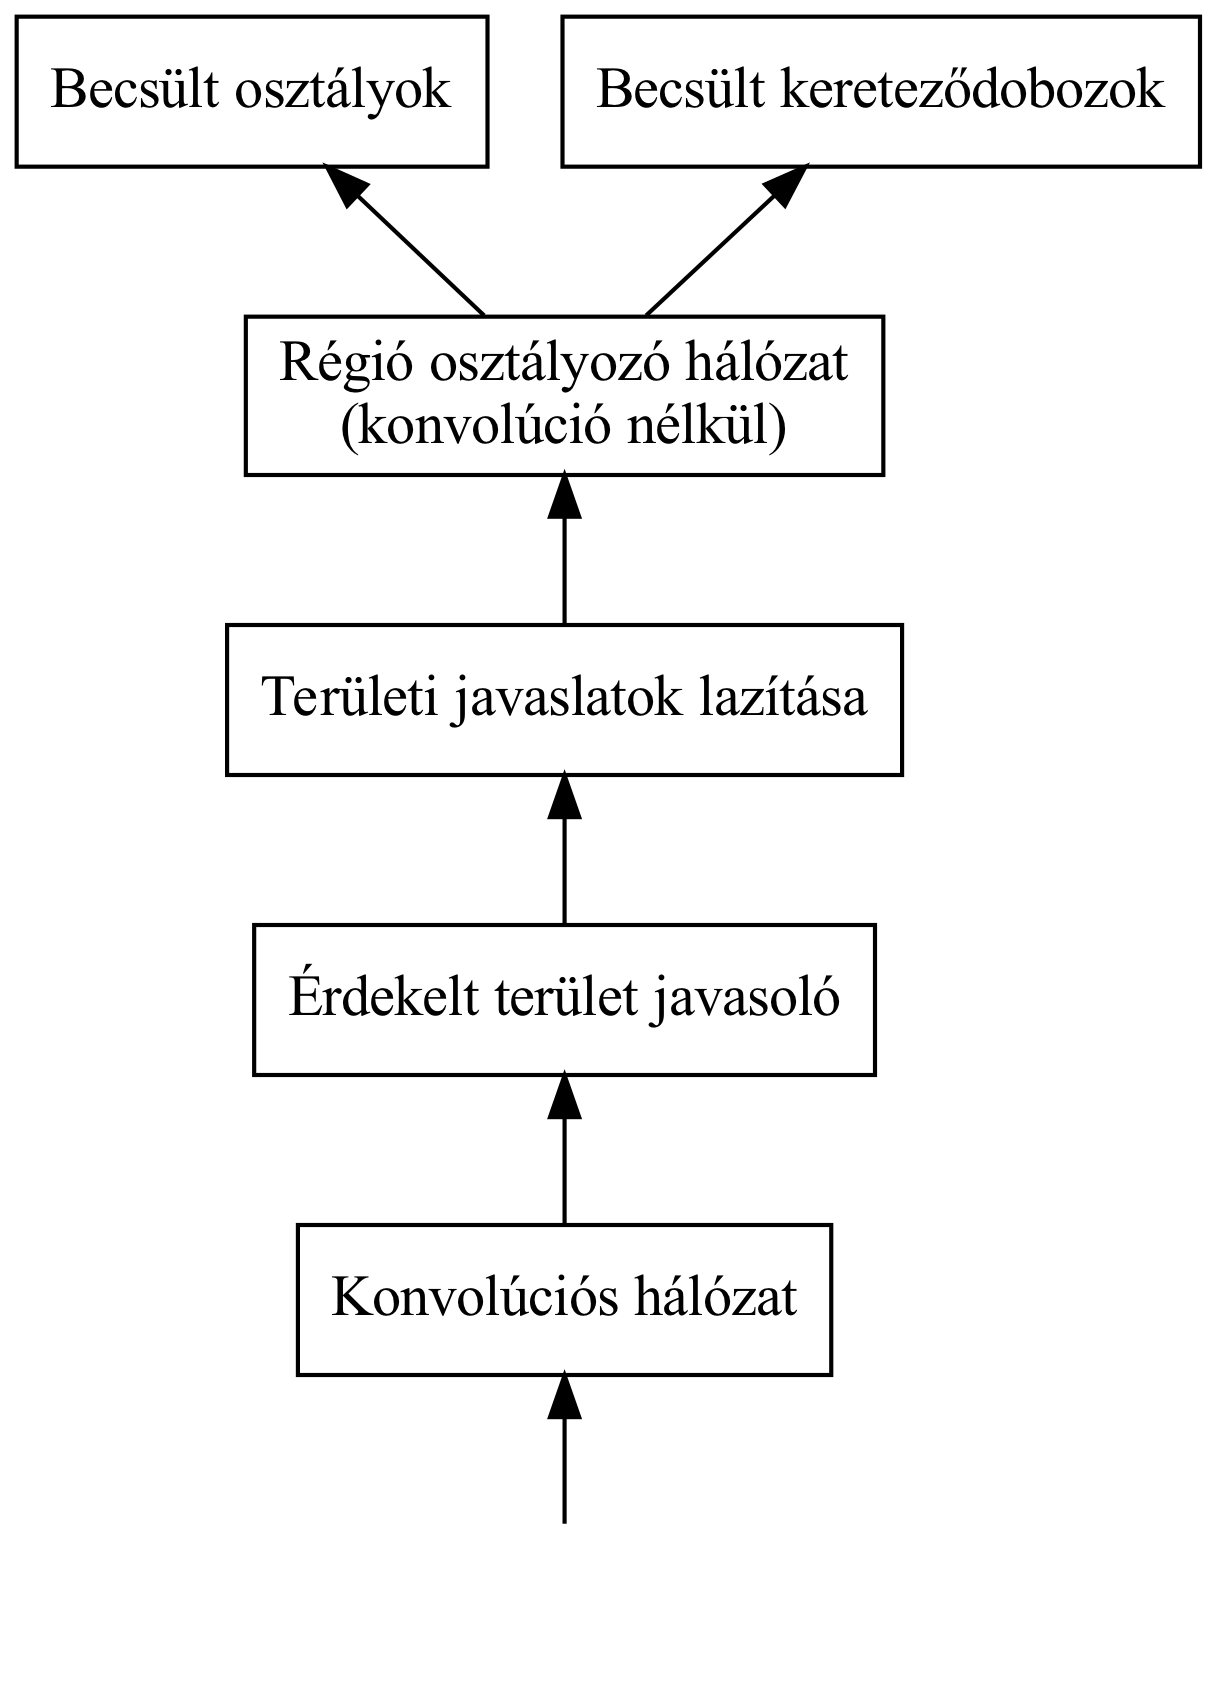 Becsült osztályok
Becsült kereteződobozok
Régió osztályozó hálózat
(konvolúció nélkül)
Területi javaslatok lazítása
Érdekelt terület javasoló
Konvolúciós hálózat